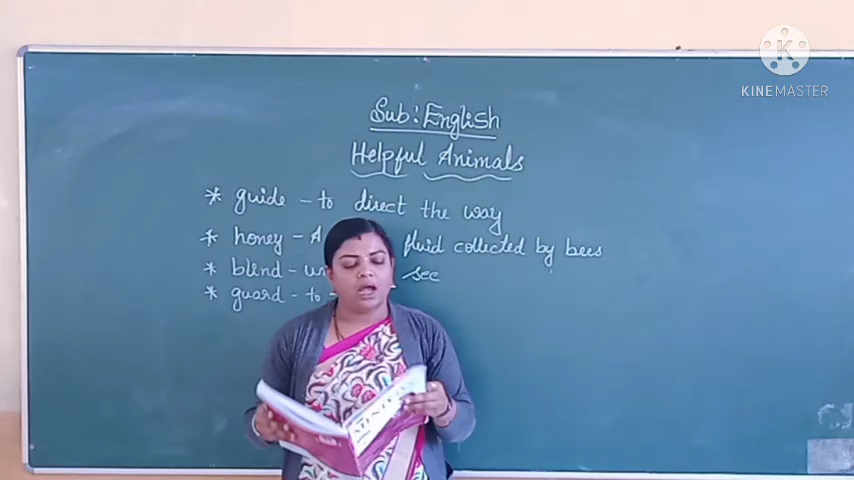 KINEMASTER
Sub: English
Helpful Animals
* guide - to direct the way
* honey - A fluid collected by bees
* blind - un see
* guard - to